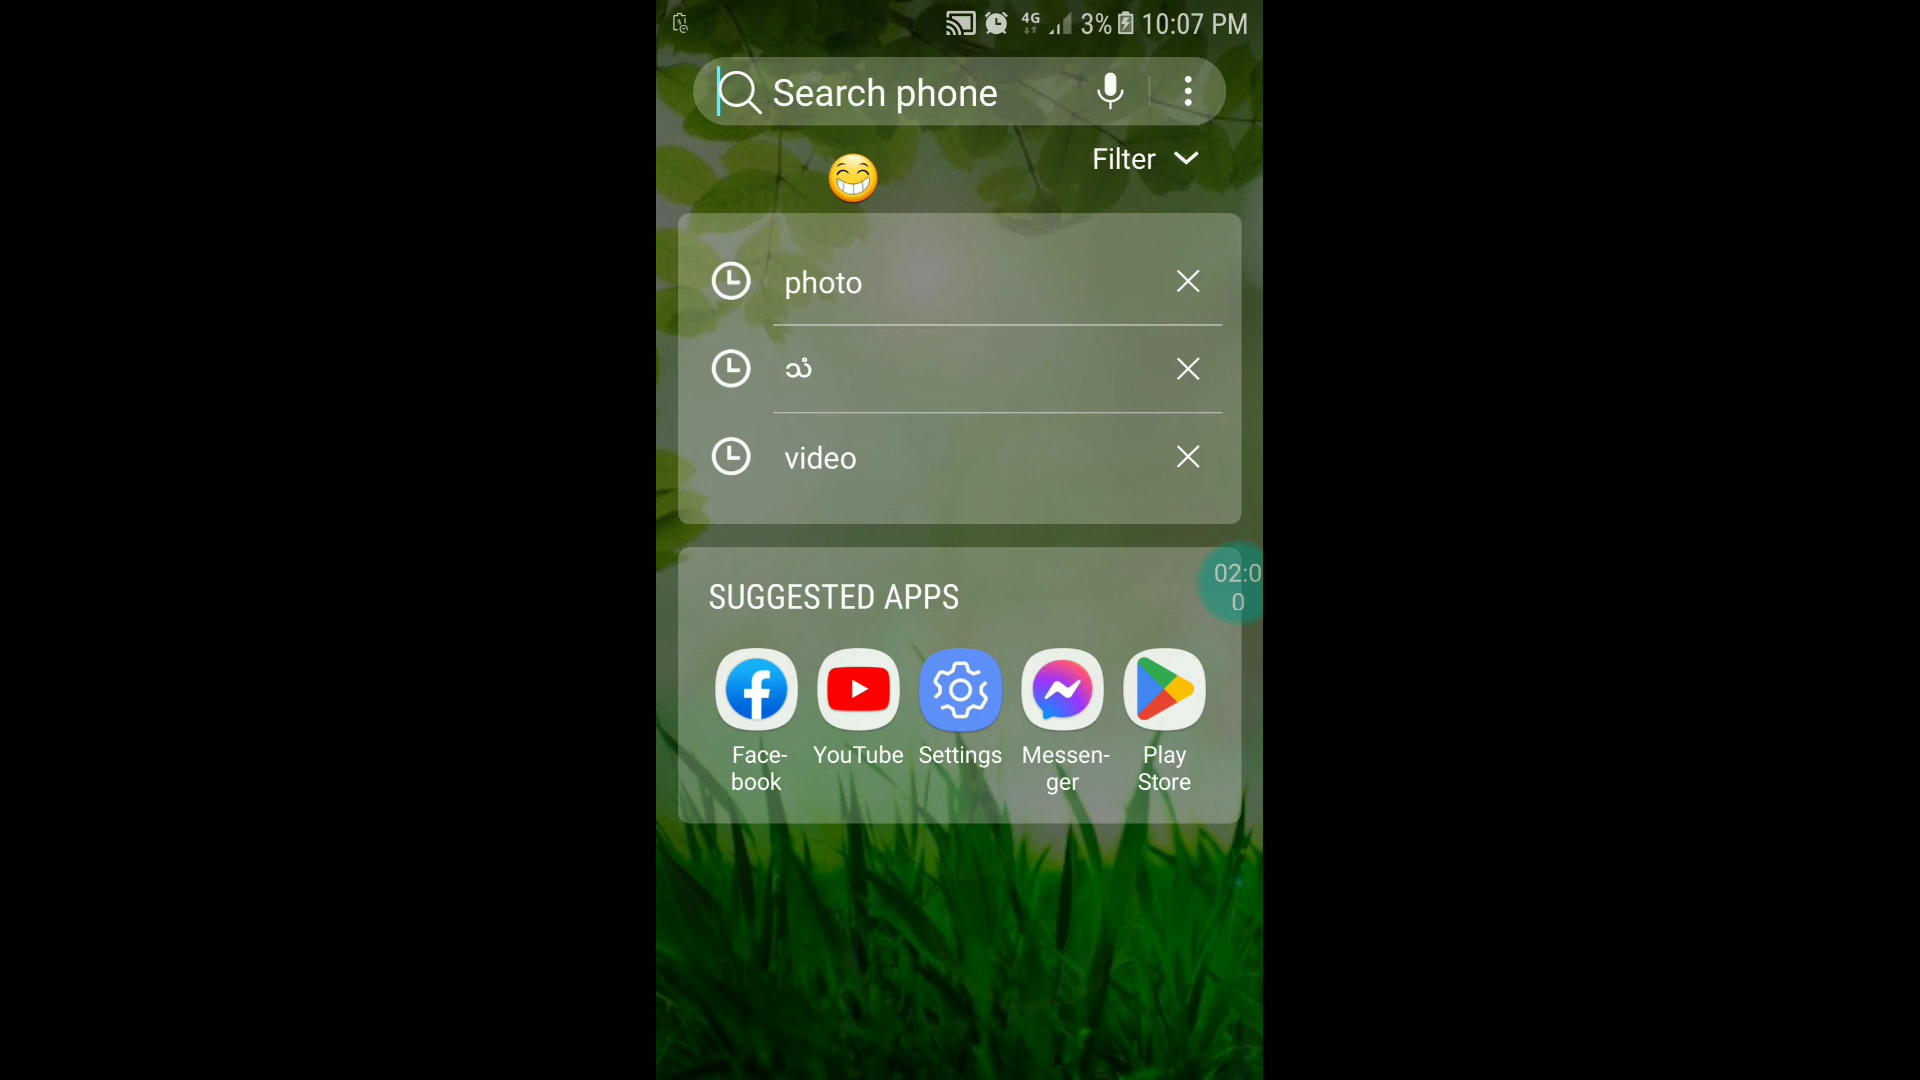 4G 3% 10:07 PM
Search phone
Filter
photo
သံ
video
SUGGESTED APPS
02:0
0
Face-
book
YouTube
Settings
Messen-
ger
Play
Store